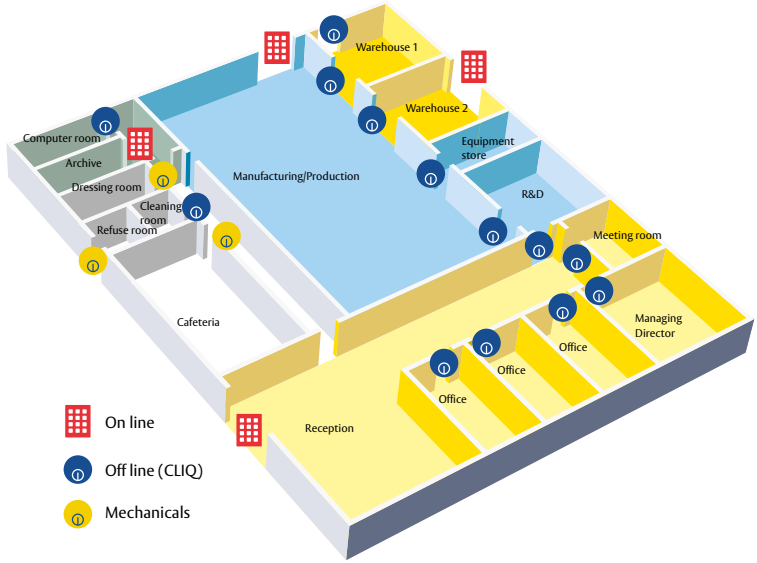 Warehouse 1
Warehouse 2
Computer room
Equipment
store
Archive
Manufacturing/Production
Dressing room
R&D
Cleaning
room
Refuse room
Meeting room
Cafeteria
Managing
Director
Office
Office
Office
Reception
On line
Off line (CLIQ)
Mechanicals